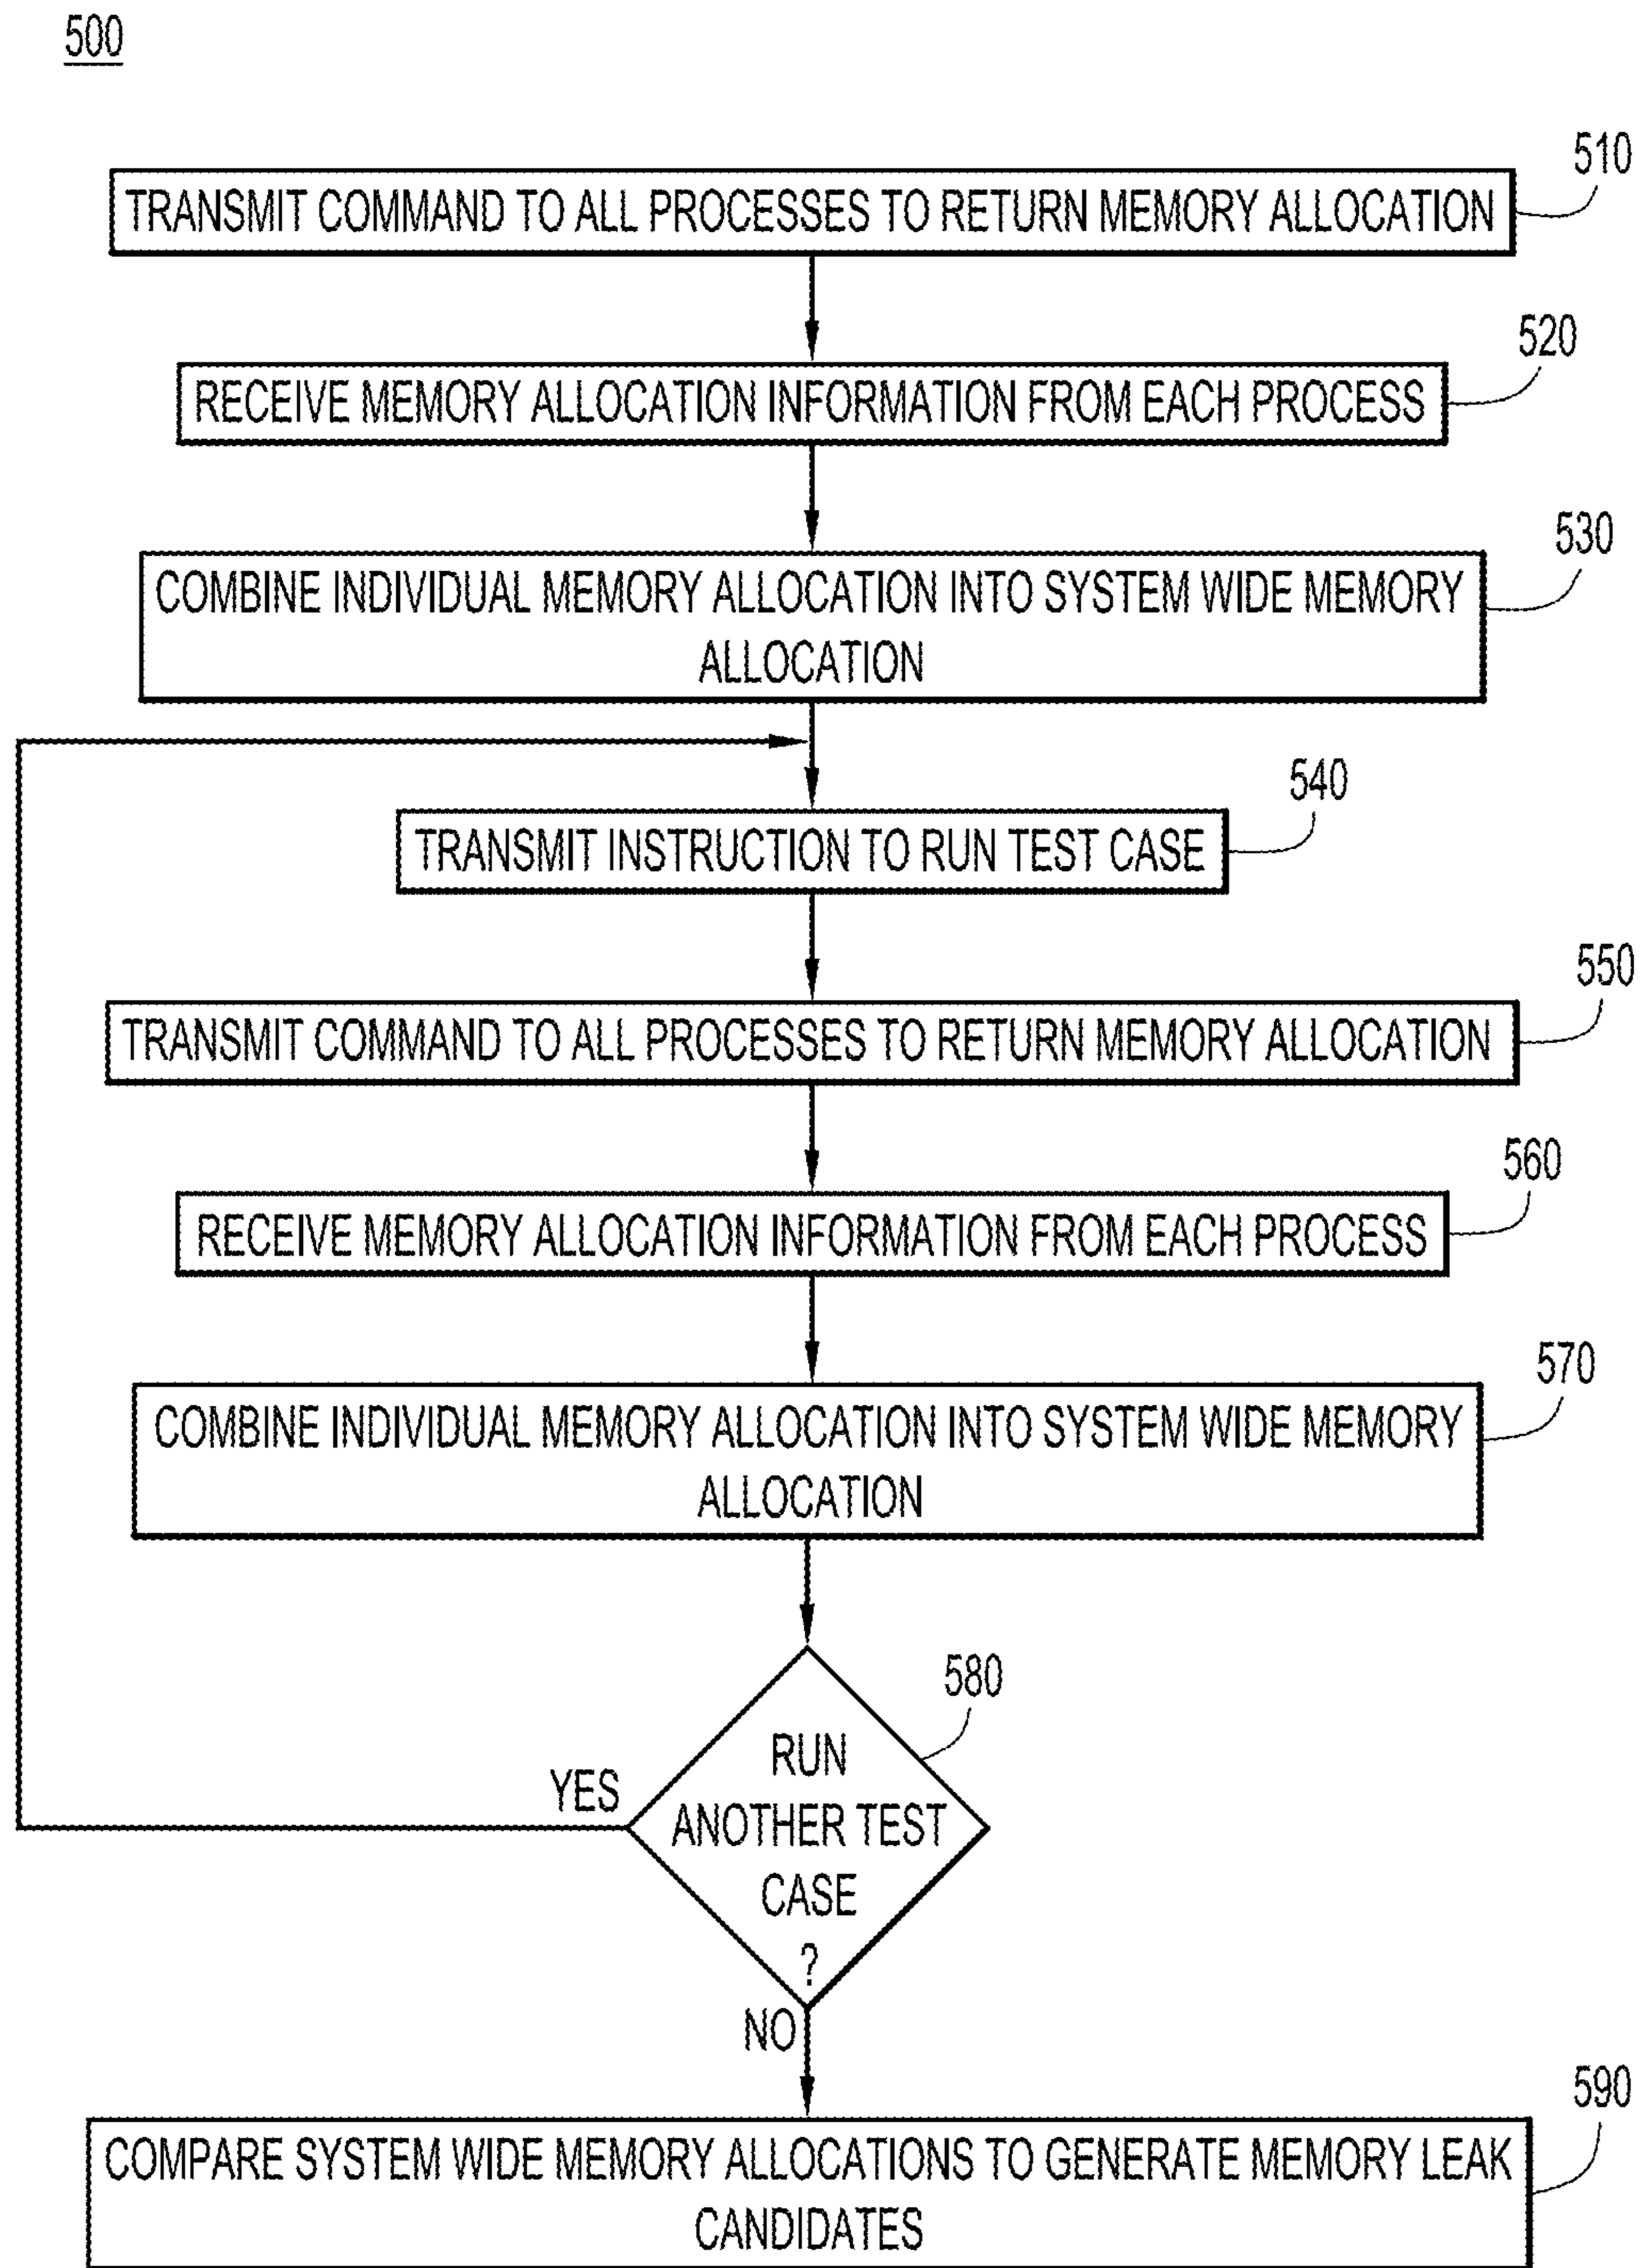 500
510
TRANSMIT COMMAND TO ALL PROCESSES TO RETURN MEMORY ALLOCATION
520
RECEIVE MEMORY ALLOCATION INFORMATION FROM EACH PROCESS
530
COMBINE INDIVIDUAL MEMORY ALLOCATION INTO SYSTEM WIDE MEMORY
ALLOCATION
540
TRANSMIT INSTRUCTION TO RUN TEST CASE
550
TRANSMIT COMMAND TO ALL PROCESSES TO RETURN MEMORY ALLOCATION
560
RECEIVE MEMORY ALLOCATION INFORMATION FROM EACH PROCESS
570
COMBINE INDIVIDUAL MEMORY ALLOCATION INTO SYSTEM WIDE MEMORY
ALLOCATION
580
RUN
YES
ANOTHER TEST
CASE
?
NO
590
COMPARE SYSTEM WIDE MEMORY ALLOCATIONS TO GENERATE MEMORY LEAK
CANDIDATES